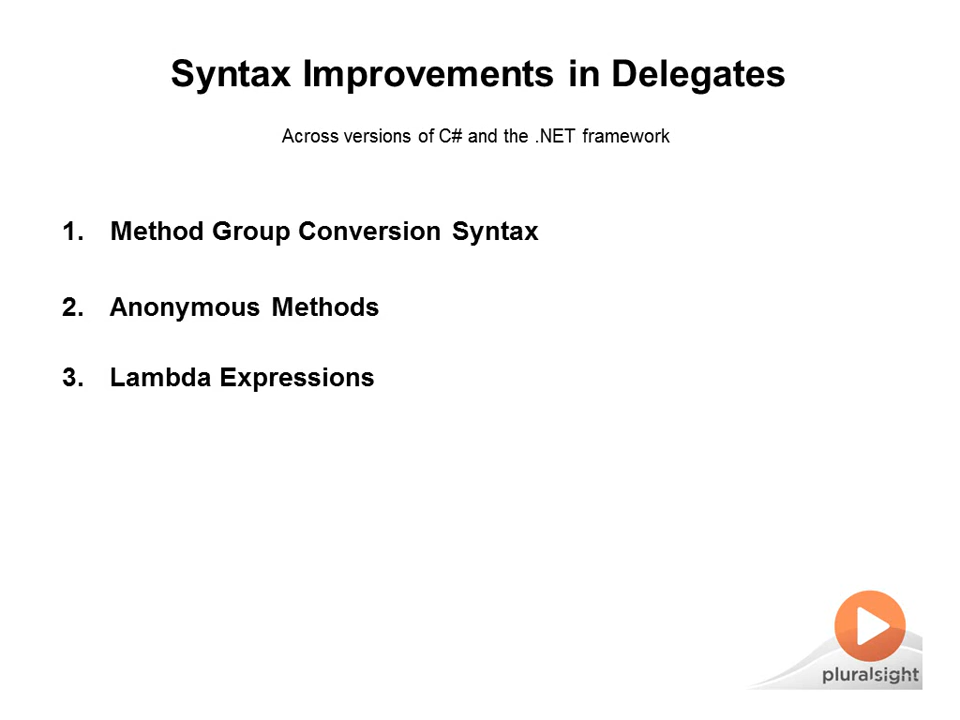 Syntax Improvements in Delegates
Across versions of C# and the .NET framework
1. Method Group Conversion Syntax
2. Anonymous Methods
3. Lambda Expressions
pluralsight